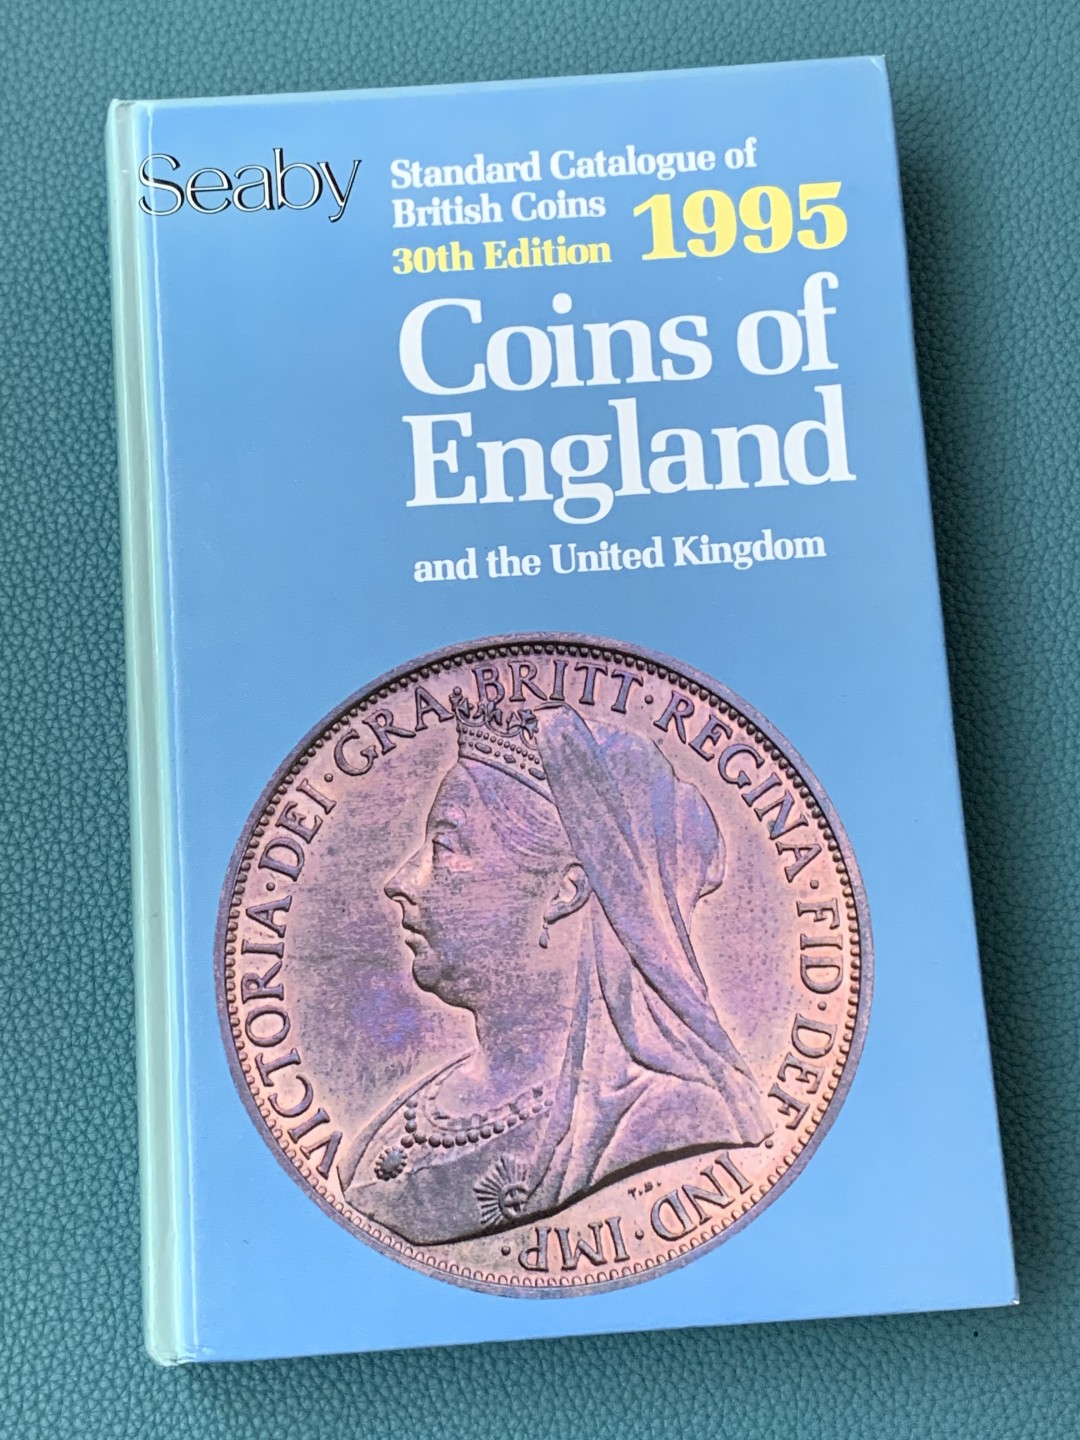 Seaby
Standard Catalogue of
British Coins
30th Edition
1995
Coins of
England
and the United Kingdom
VICTORIA·DEI·GRA·BRITT·REGINA·FID·DEF·IND·IMP·
T.B.